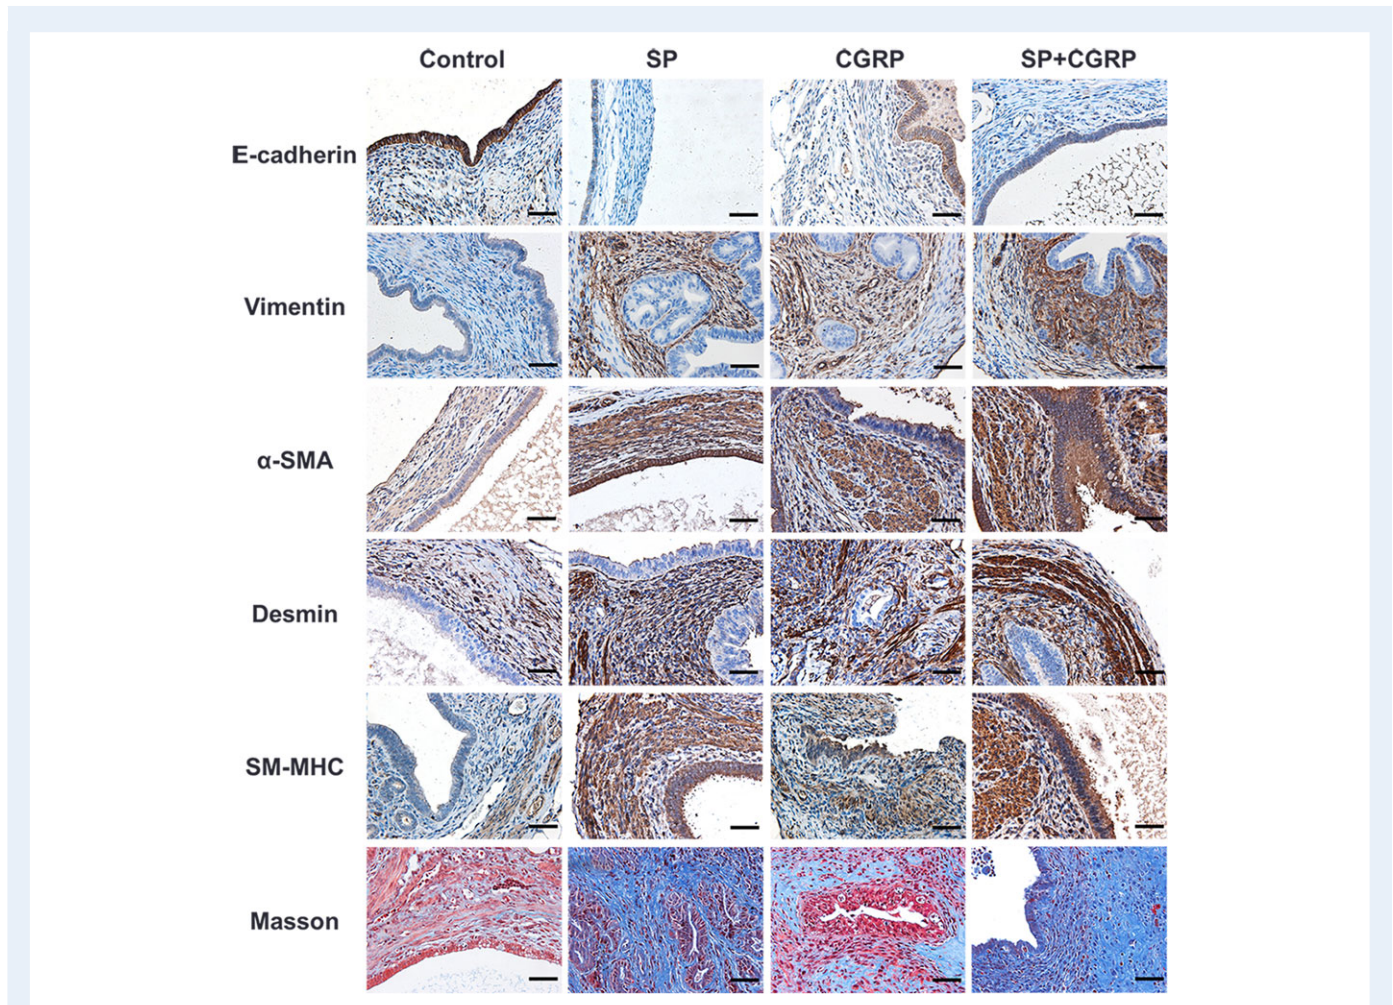 Control SP CGRP SP+CGRP
E-cadherin
Vimentin
α-SMA
Desmin
SM-MHC
Masson